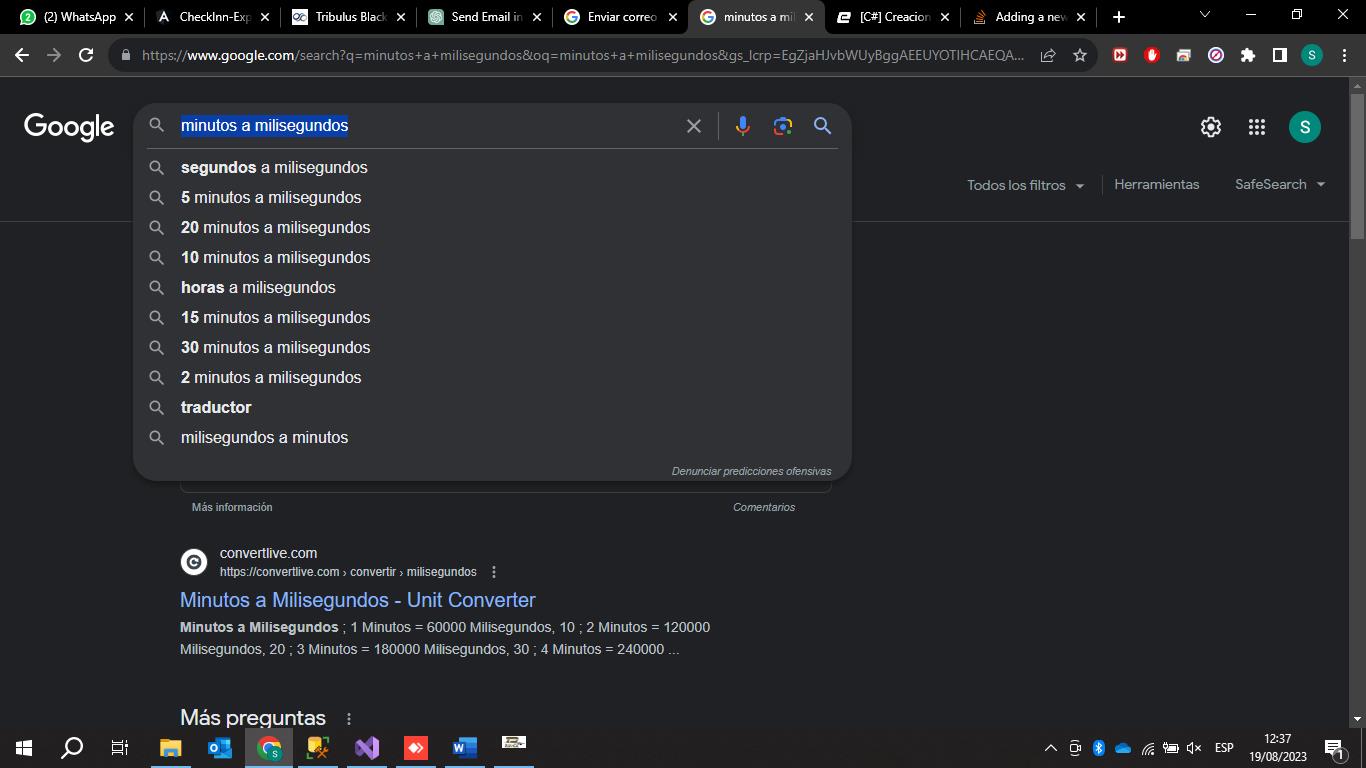 (2) WhatsApp
CheckInn-Exp
Tribulus Black
Send Email in
Enviar correo
minutos a mil
[C#] Creacion
Adding a new
https://www.google.com/search?q=minutos+a+milisegundos&oq=minutos+a+milisegundos&gs_lcrp=EgZjaHJvbWUyBggAEEUYOTIHCAEQA...
S
Google
minutos a milisegundos
S
segundos a milisegundos
5 minutos a milisegundos
20 minutos a milisegundos
10 minutos a milisegundos
horas a milisegundos
15 minutos a milisegundos
30 minutos a milisegundos
2 minutos a milisegundos
traductor
milisegundos a minutos
Denunciar predicciones ofensivas
Todos los filtros
Herramientas
SafeSearch
Más información
Comentarios
convertlive.com
https://convertlive.com › convertir › milisegundos
Minutos a Milisegundos - Unit Converter
Minutos a Milisegundos ; 1 Minutos = 60000 Milisegundos, 10 ; 2 Minutos = 120000
Milisegundos, 20 ; 3 Minutos = 180000 Milisegundos, 30 ; 4 Minutos = 240000 ...
Más preguntas
ESP
12:37
19/08/2023
1